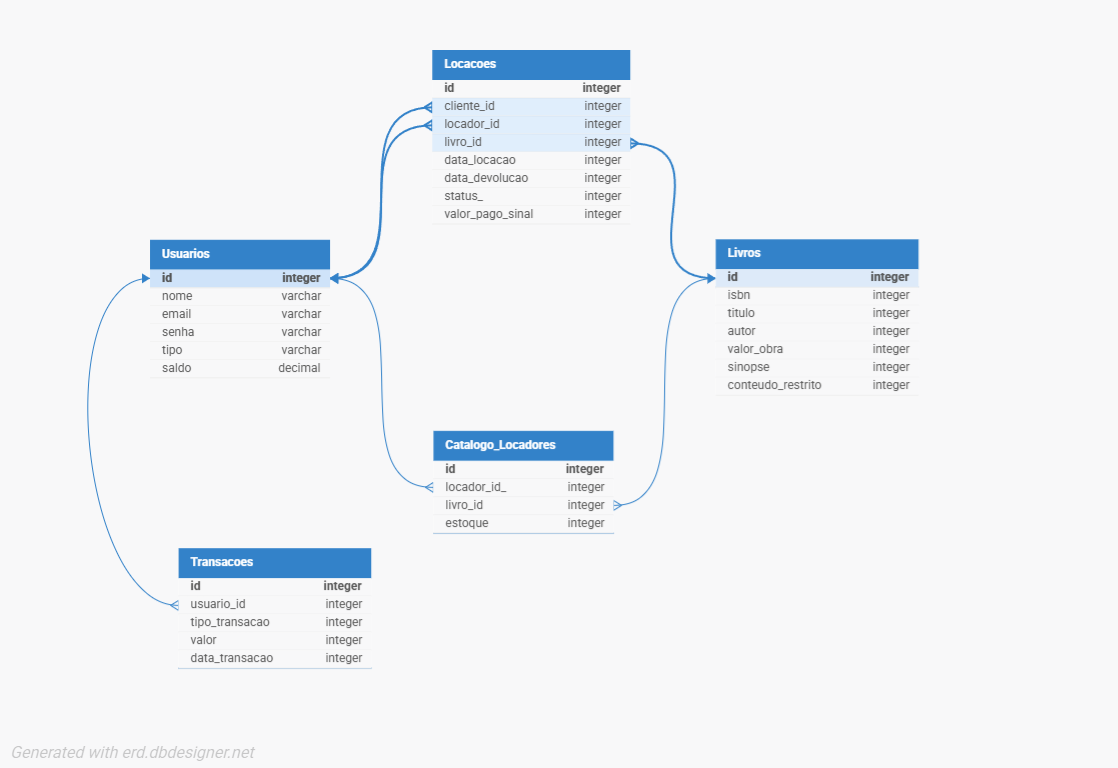 Locacoes
id integer
cliente_id integer
locador_id integer
livro_id integer
data_locacao integer
data_devolucao integer
status_ integer
valor_pago_sinal integer
Usuarios
id integer
nome varchar
email varchar
senha varchar
tipo varchar
saldo decimal
Livros
id integer
isbn integer
titulo integer
autor integer
valor_obra integer
sinopse integer
conteudo_restrito integer
Catalogo_Locadores
id integer
locador_id_ integer
livro_id integer
estoque integer
Transacoes
id integer
usuario_id integer
tipo_transacao integer
valor integer
data_transacao integer
Generated with erd.dbdesigner.net